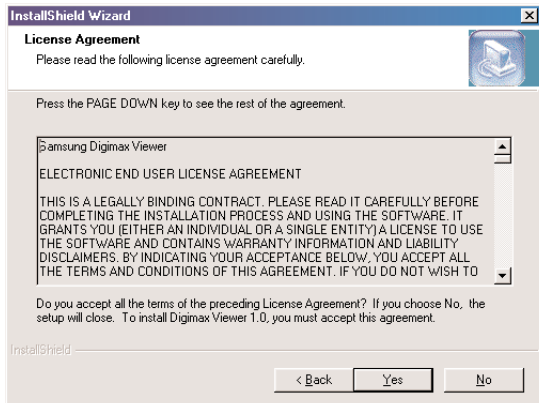 InstallShield Wizard
License Agreement
Please read the following license agreement carefully.
Press the PAGE DOWN key to see the rest of the agreement.
Samsung Digimax Viewer
ELECTRONIC END USER LICENSE AGREEMENT
THIS IS A LEGALLY BINDING CONTRACT. PLEASE READ IT CAREFULLY BEFORE
COMPLETING THE INSTALLATION PROCESS AND USING THE SOFTWARE. IT
GRANTS YOU (EITHER AN INDIVIDUAL OR A SINGLE ENTITY) A LICENSE TO USE
THE SOFTWARE AND CONTAINS WARRANTY INFORMATION AND LIABILITY
DISCLAIMERS. BY INDICATING YOUR ACCEPTANCE BELOW, YOU ACCEPT ALL
THE TERMS AND CONDITIONS OF THIS AGREEMENT. IF YOU DO NOT WISH TO
Do you accept all the terms of the preceding License Agreement? If you choose No, the
setup will close. To install Digimax Viewer 1.0, you must accept this agreement.
InstallShield
< Back
Yes
No